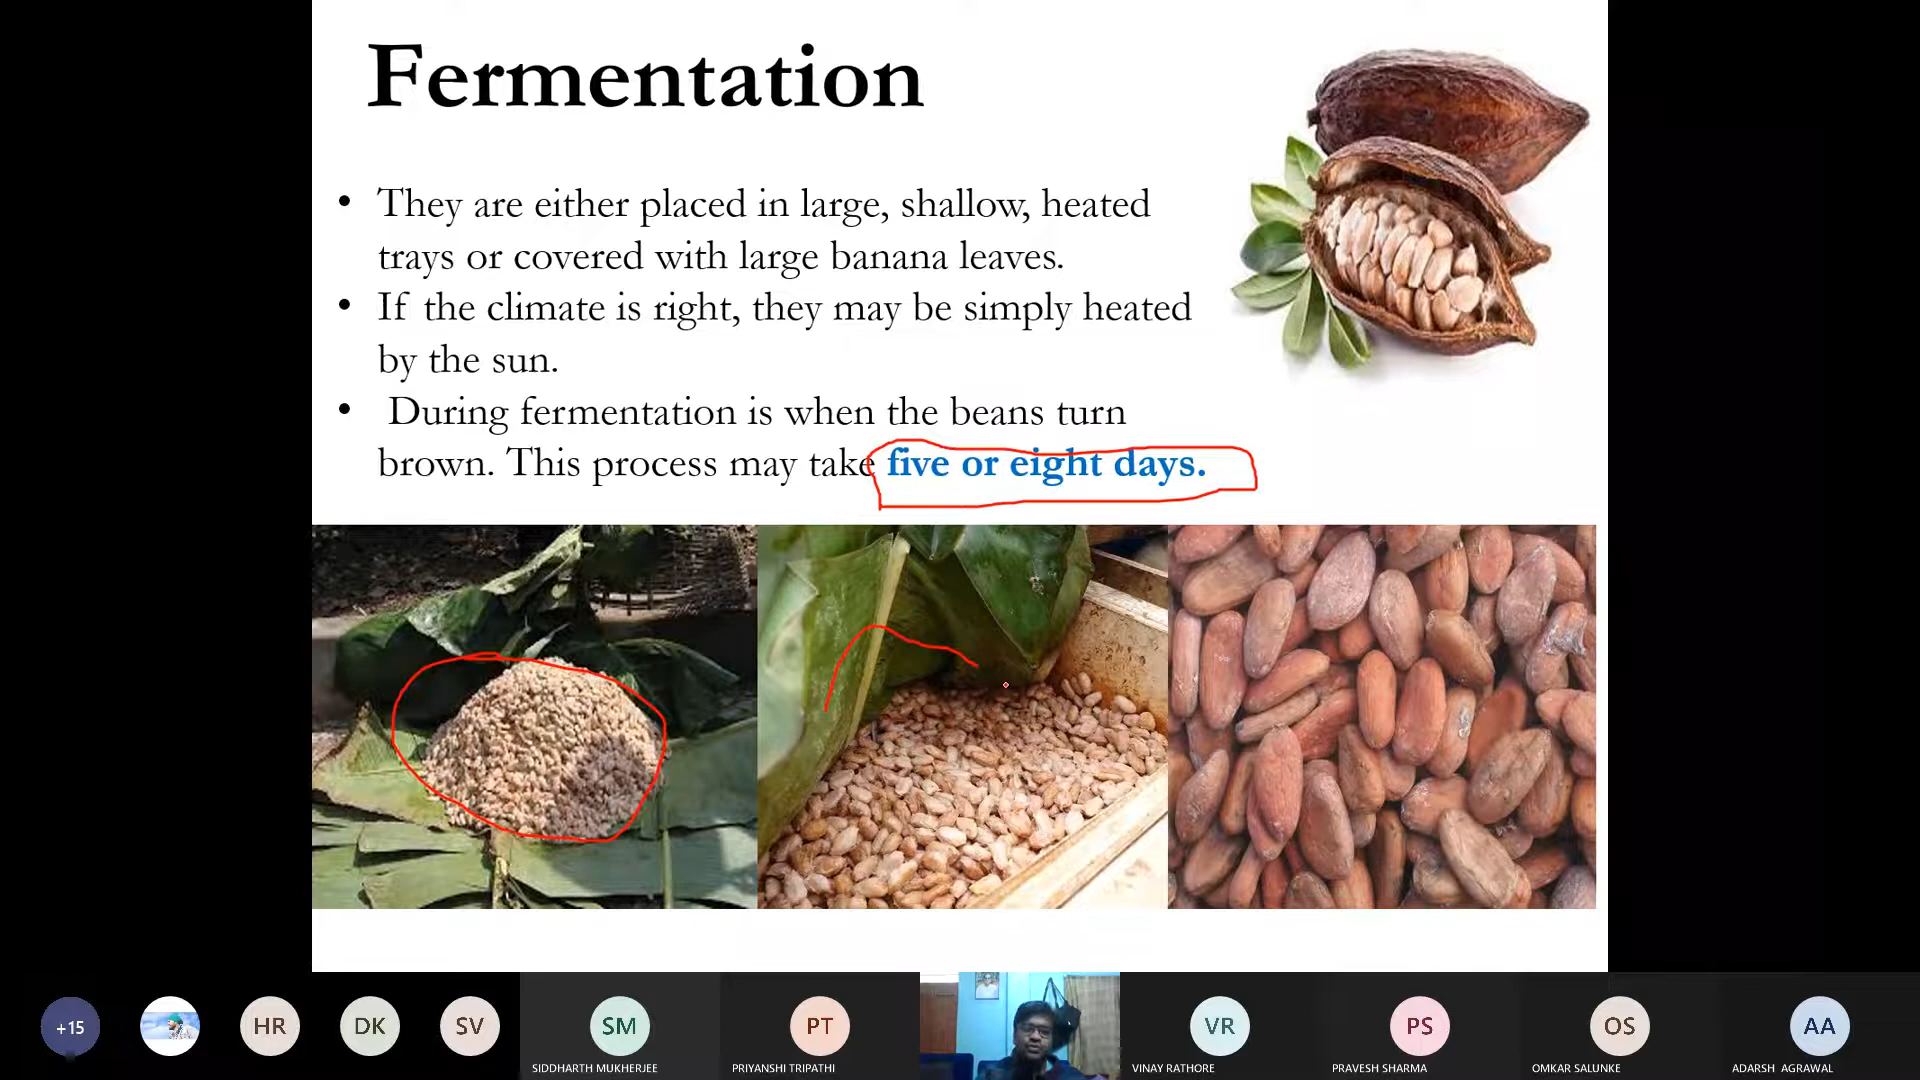 Fermentation
• They are either placed in large, shallow, heated
trays or covered with large banana leaves.
• If the climate is right, they may be simply heated
by the sun.
• During fermentation is when the beans turn
brown. This process may take five or eight days.
+15
HR
DK
SV
SM
SIDDHARTH MUKHERJEE
PT
PRIYANSHI TRIPATHI
VR
VINAY RATHORE
PS
PRAVESH SHARMA
OS
OMKAR SALUNKE
AA
ADARSH AGRAWAL